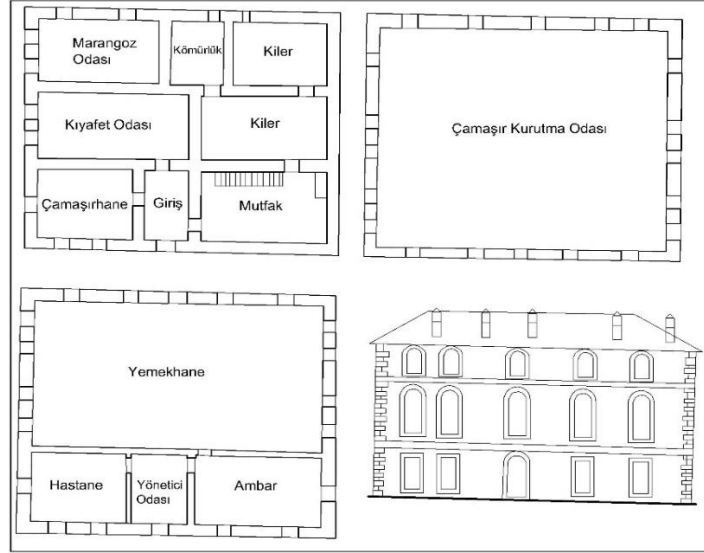 Marangoz
Odası
Kömürlük
Kiler
Kıyafet Odası
Kiler
Çamaşırhane
Giriş
Mutfak
Çamaşır Kurutma Odası
Yemekhane
Hastane
Yönetici
Odası
Ambar